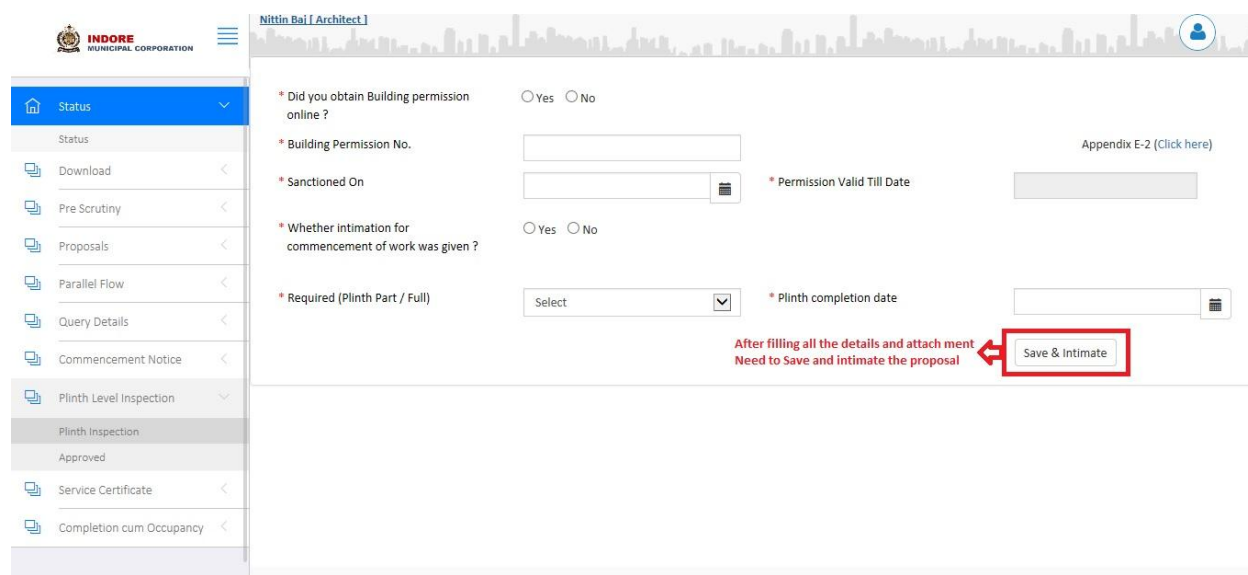 INDORE
MUNICIPAL CORPORATION
Nittin Baj [ Architect ]
Status
Status
Download
Pre Scrutiny
Proposals
Parallel Flow
Query Details
Commencement Notice
Plinth Level Inspection
Plinth Inspection
Approved
Service Certificate
Completion cum Occupancy
* Did you obtain Building permission Yes No
online ?
* Building Permission No. Appendix E-2 (Click here)
* Sanctioned On * Permission Valid Till Date
* Whether intimation for Yes No
commencement of work was given ?
* Required (Plinth Part / Full) Select * Plinth completion date
After filling all the details and attach ment
Need to Save and intimate the proposal
Save & Intimate